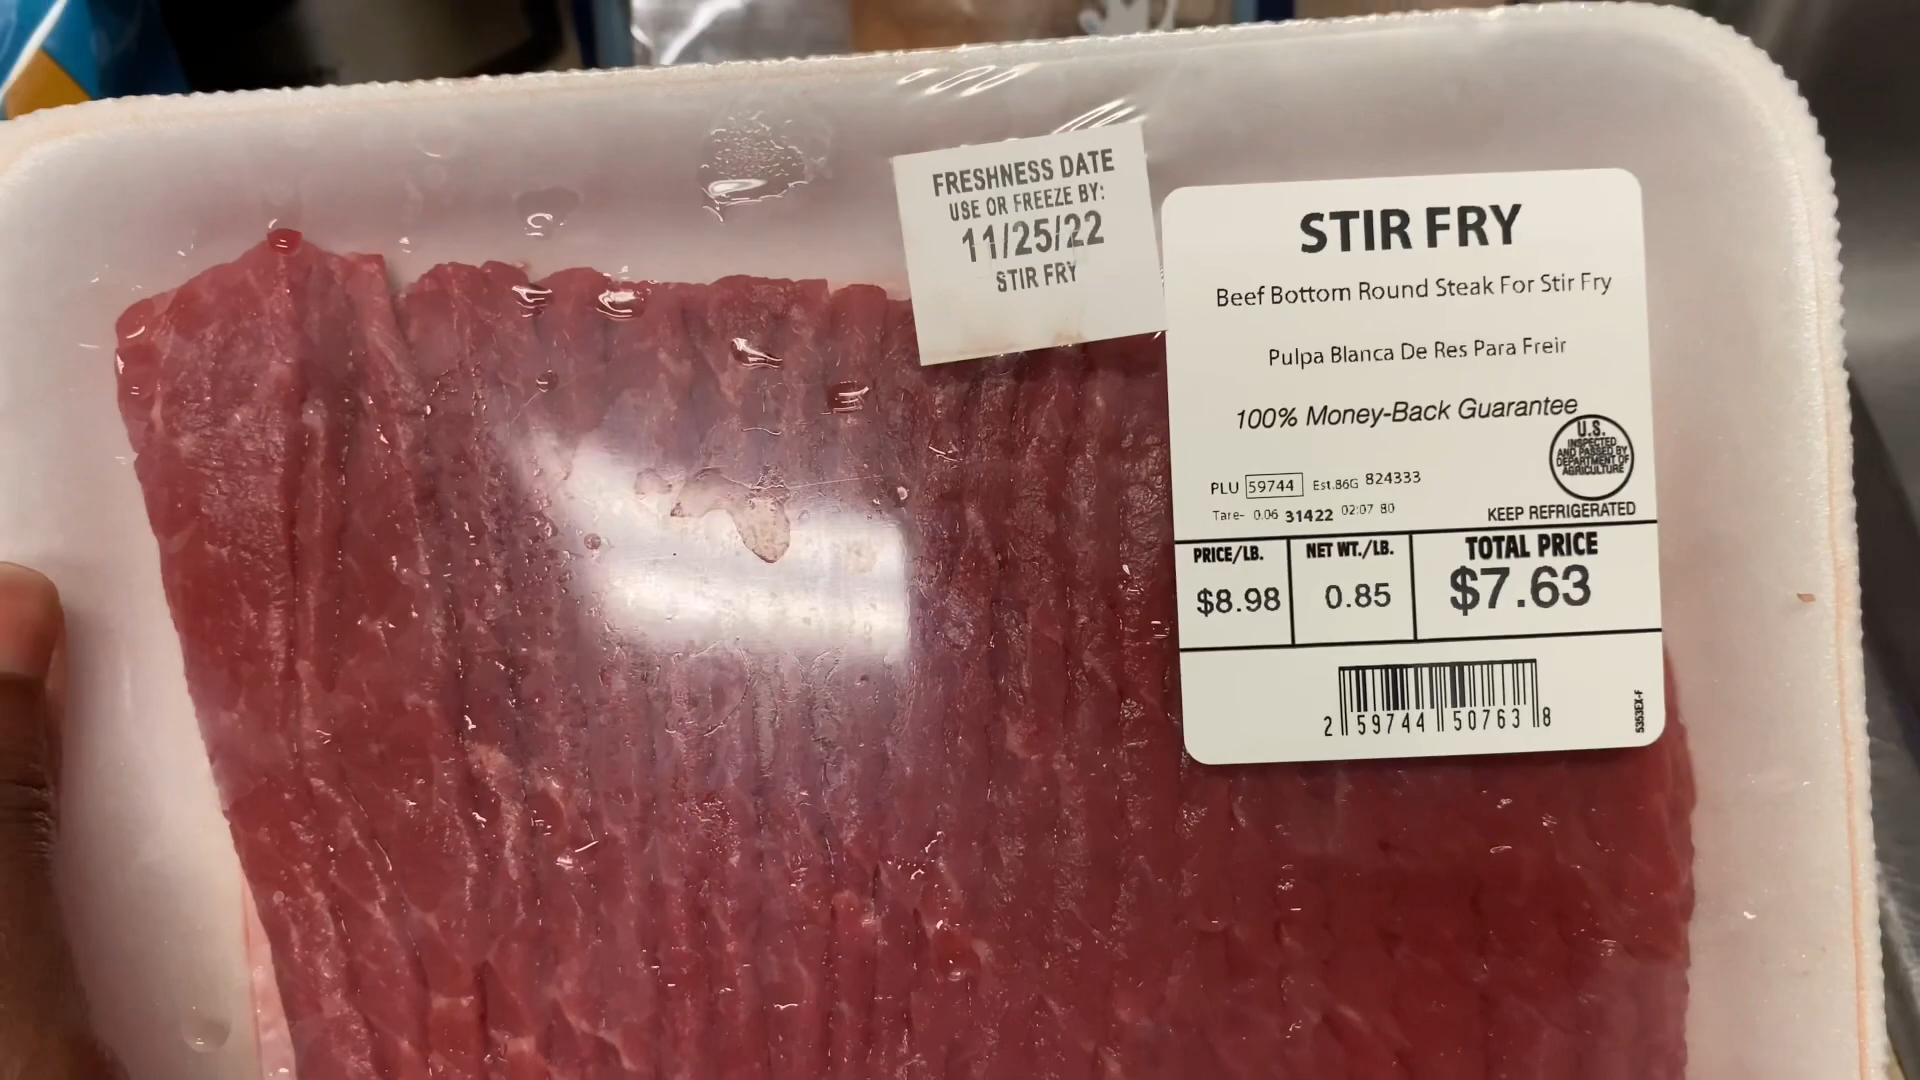 FRESHNESS DATE
USE OR FREEZE BY:
11/25/22
STIR FRY
STIR FRY
Beef Bottom Round Steak For Stir Fry
Pulpa Blanca De Res Para Freir
100% Money-Back Guarantee
U.S.
INSPECTED
AND PASSED BY
DEPARTMENT OF
AGRICULTURE
PLU 59744 Est.86G 824333
Tare- 0.06 31422 02:07 80
KEEP REFRIGERATED
PRICE/LB. NET WT./LB. TOTAL PRICE
$8.98 0.85 $7.63
2 59744 50763 8
5353EX-F